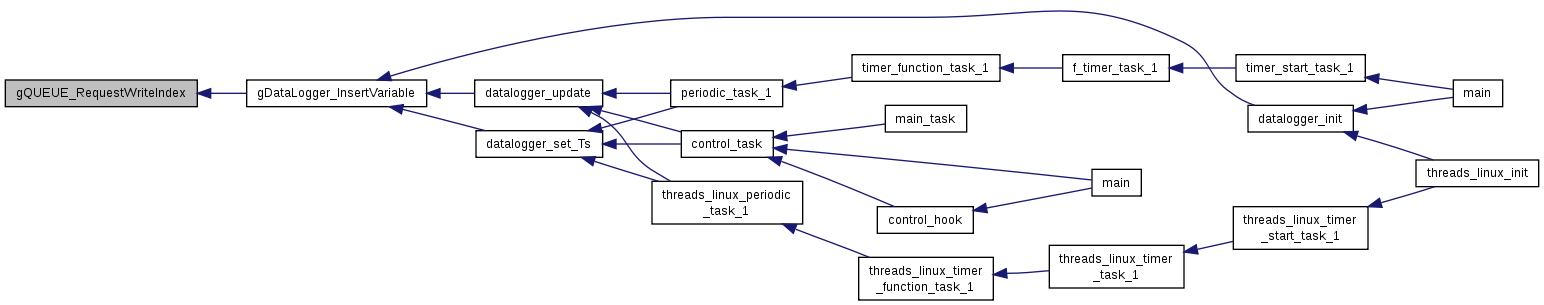 gQUEUE_RequestWriteIndex
gDataLogger_InsertVariable
datalogger_update
datalogger_set_Ts
periodic_task_1
control_task
threads_linux_periodic
_task_1
timer_function_task_1
main_task
control_hook
threads_linux_timer
_function_task_1
f_timer_task_1
main
threads_linux_timer
_task_1
timer_start_task_1
datalogger_init
threads_linux_timer
_start_task_1
main
threads_linux_init